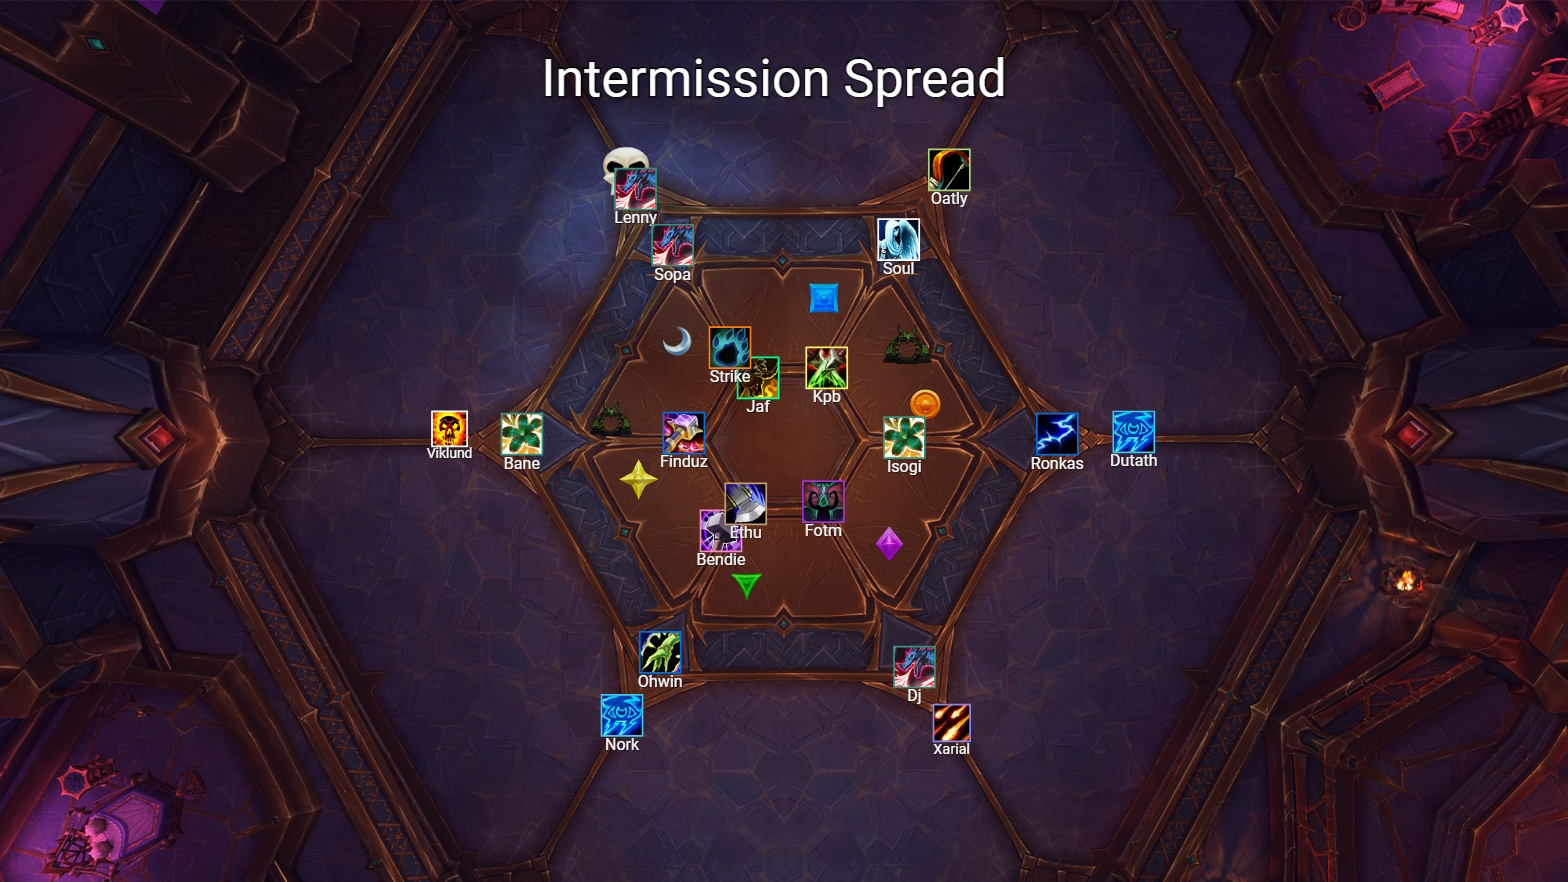 Intermission Spread
Oatly
Lenny
Soul
Sopa
Strike
Kpb
Jaf
Viklund
Bane
Finduz
Isogi
Ronkas
Dutath
Ethu
Fotm
Bendie
Ohwin
Dj
Nork
Xarial